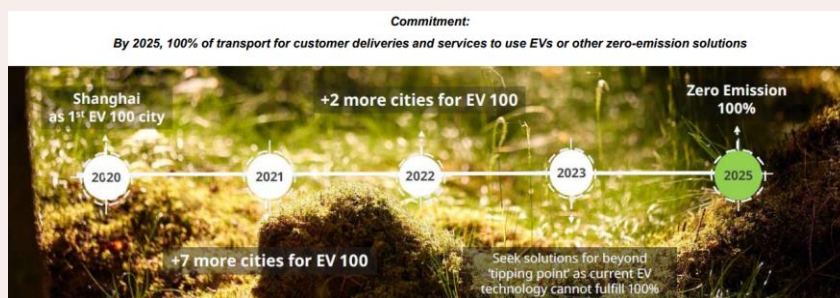 Commitment:
By 2025, 100% of transport for customer deliveries and services to use EVs or other zero-emission solutions
Shanghai
as 1st EV 100 city
+2 more cities for EV 100
Zero Emission
100%
2020
2021
2022
2023
2025
+7 more cities for EV 100
Seek solutions for beyond
'tipping point' as current EV
technology cannot fulfill 100%